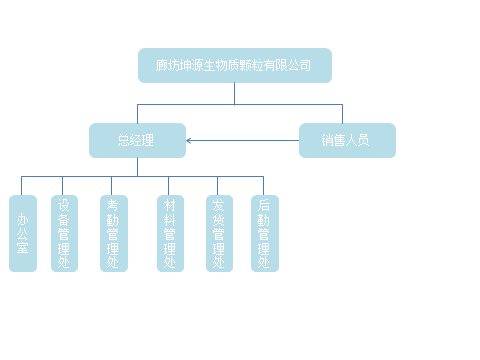 廊坊坤源生物质颗粒有限公司
总经理
销售人员
办公室
设备管理处
考勤管理处
材料管理处
发货管理处
后勤管理处